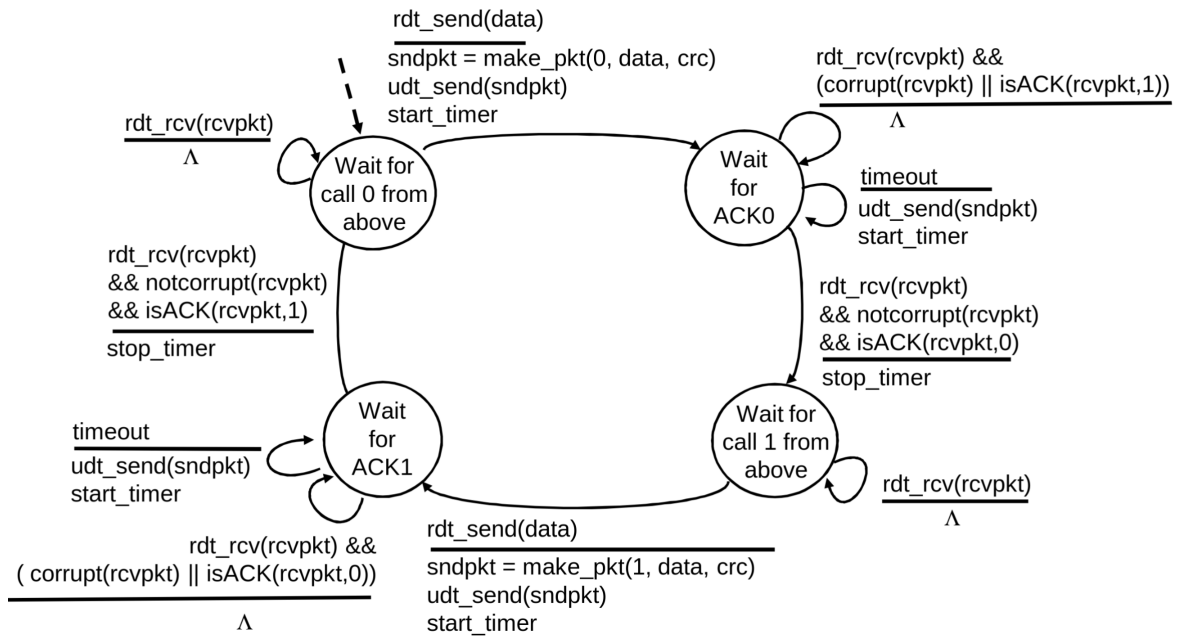 rdt_send(data)
sndpkt = make_pkt(0, data, crc)
udt_send(sndpkt)
start_timer
rdt_rcv(rcvpkt) &&
(corrupt(rcvpkt) || isACK(rcvpkt,1))
Λ
rdt_rcv(rcvpkt)
Λ
Wait for
call 0 from
above
Wait
for
ACK0
timeout
udt_send(sndpkt)
start_timer
rdt_rcv(rcvpkt)
&& notcorrupt(rcvpkt)
&& isACK(rcvpkt,1)
stop_timer
rdt_rcv(rcvpkt)
&& notcorrupt(rcvpkt)
&& isACK(rcvpkt,0)
stop_timer
Wait
for
ACK1
Wait for
call 1 from
above
timeout
udt_send(sndpkt)
start_timer
rdt_rcv(rcvpkt)
Λ
rdt_rcv(rcvpkt) &&
( corrupt(rcvpkt) || isACK(rcvpkt,0))
Λ
rdt_send(data)
sndpkt = make_pkt(1, data, crc)
udt_send(sndpkt)
start_timer